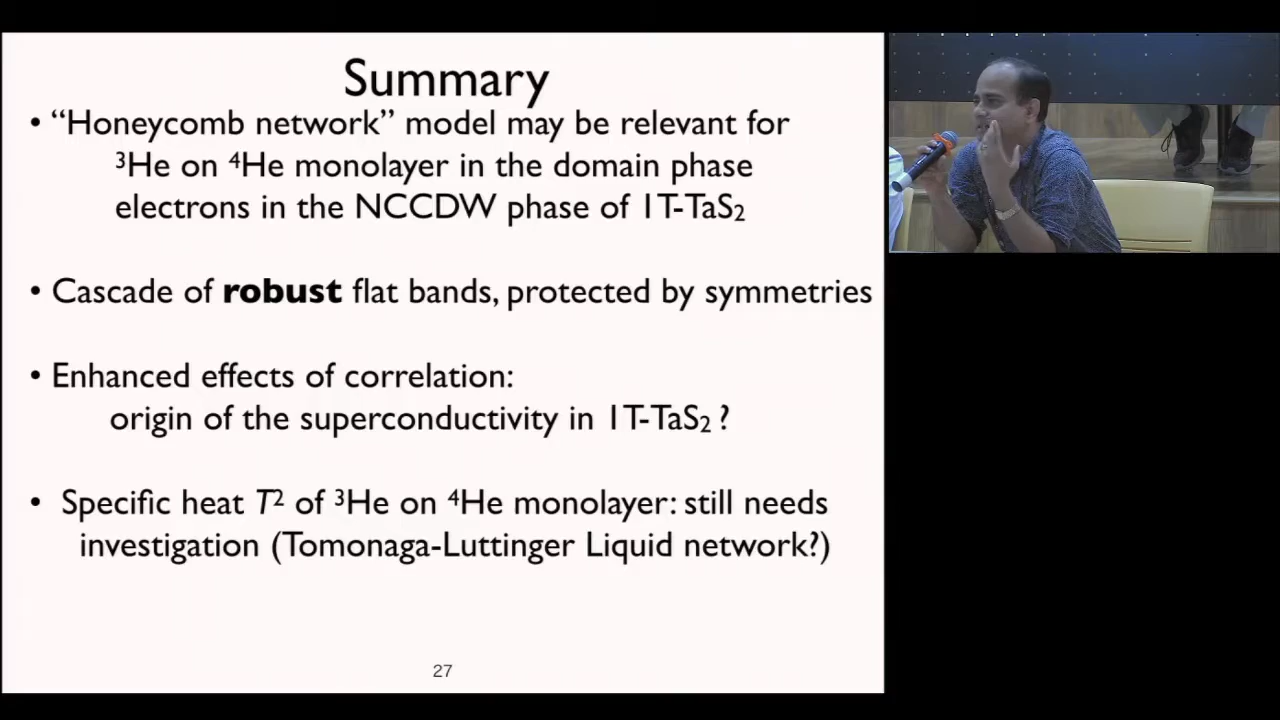 Summary
• “Honeycomb network” model may be relevant for
³He on ⁴He monolayer in the domain phase
electrons in the NCCDW phase of 1T-TaS₂
• Cascade of robust flat bands, protected by symmetries
• Enhanced effects of correlation:
origin of the superconductivity in 1T-TaS₂ ?
• Specific heat T² of ³He on ⁴He monolayer: still needs
investigation (Tomonaga-Luttinger Liquid network?)
27